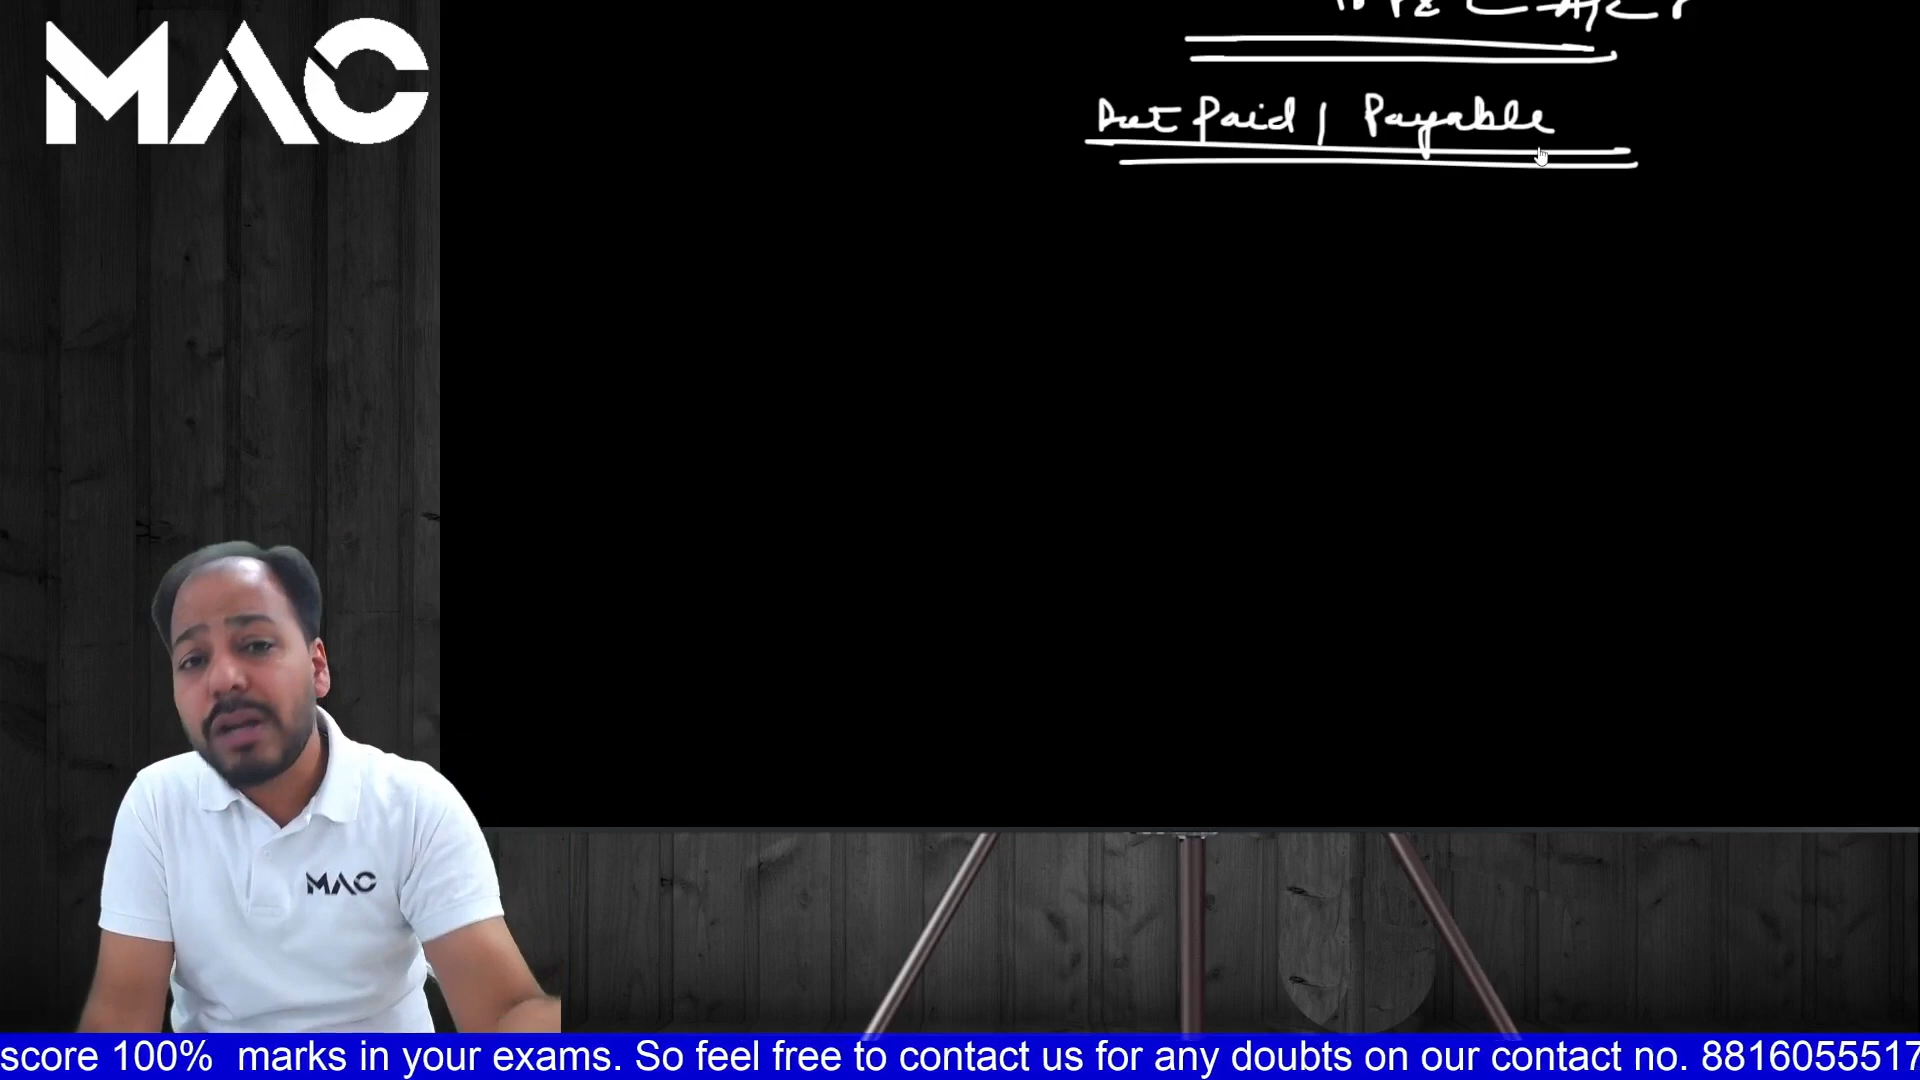 MAC
Amt Paid / Payable
MAC
score 100%  marks in your exams. So feel free to contact us for any doubts on our contact no. 8816055517